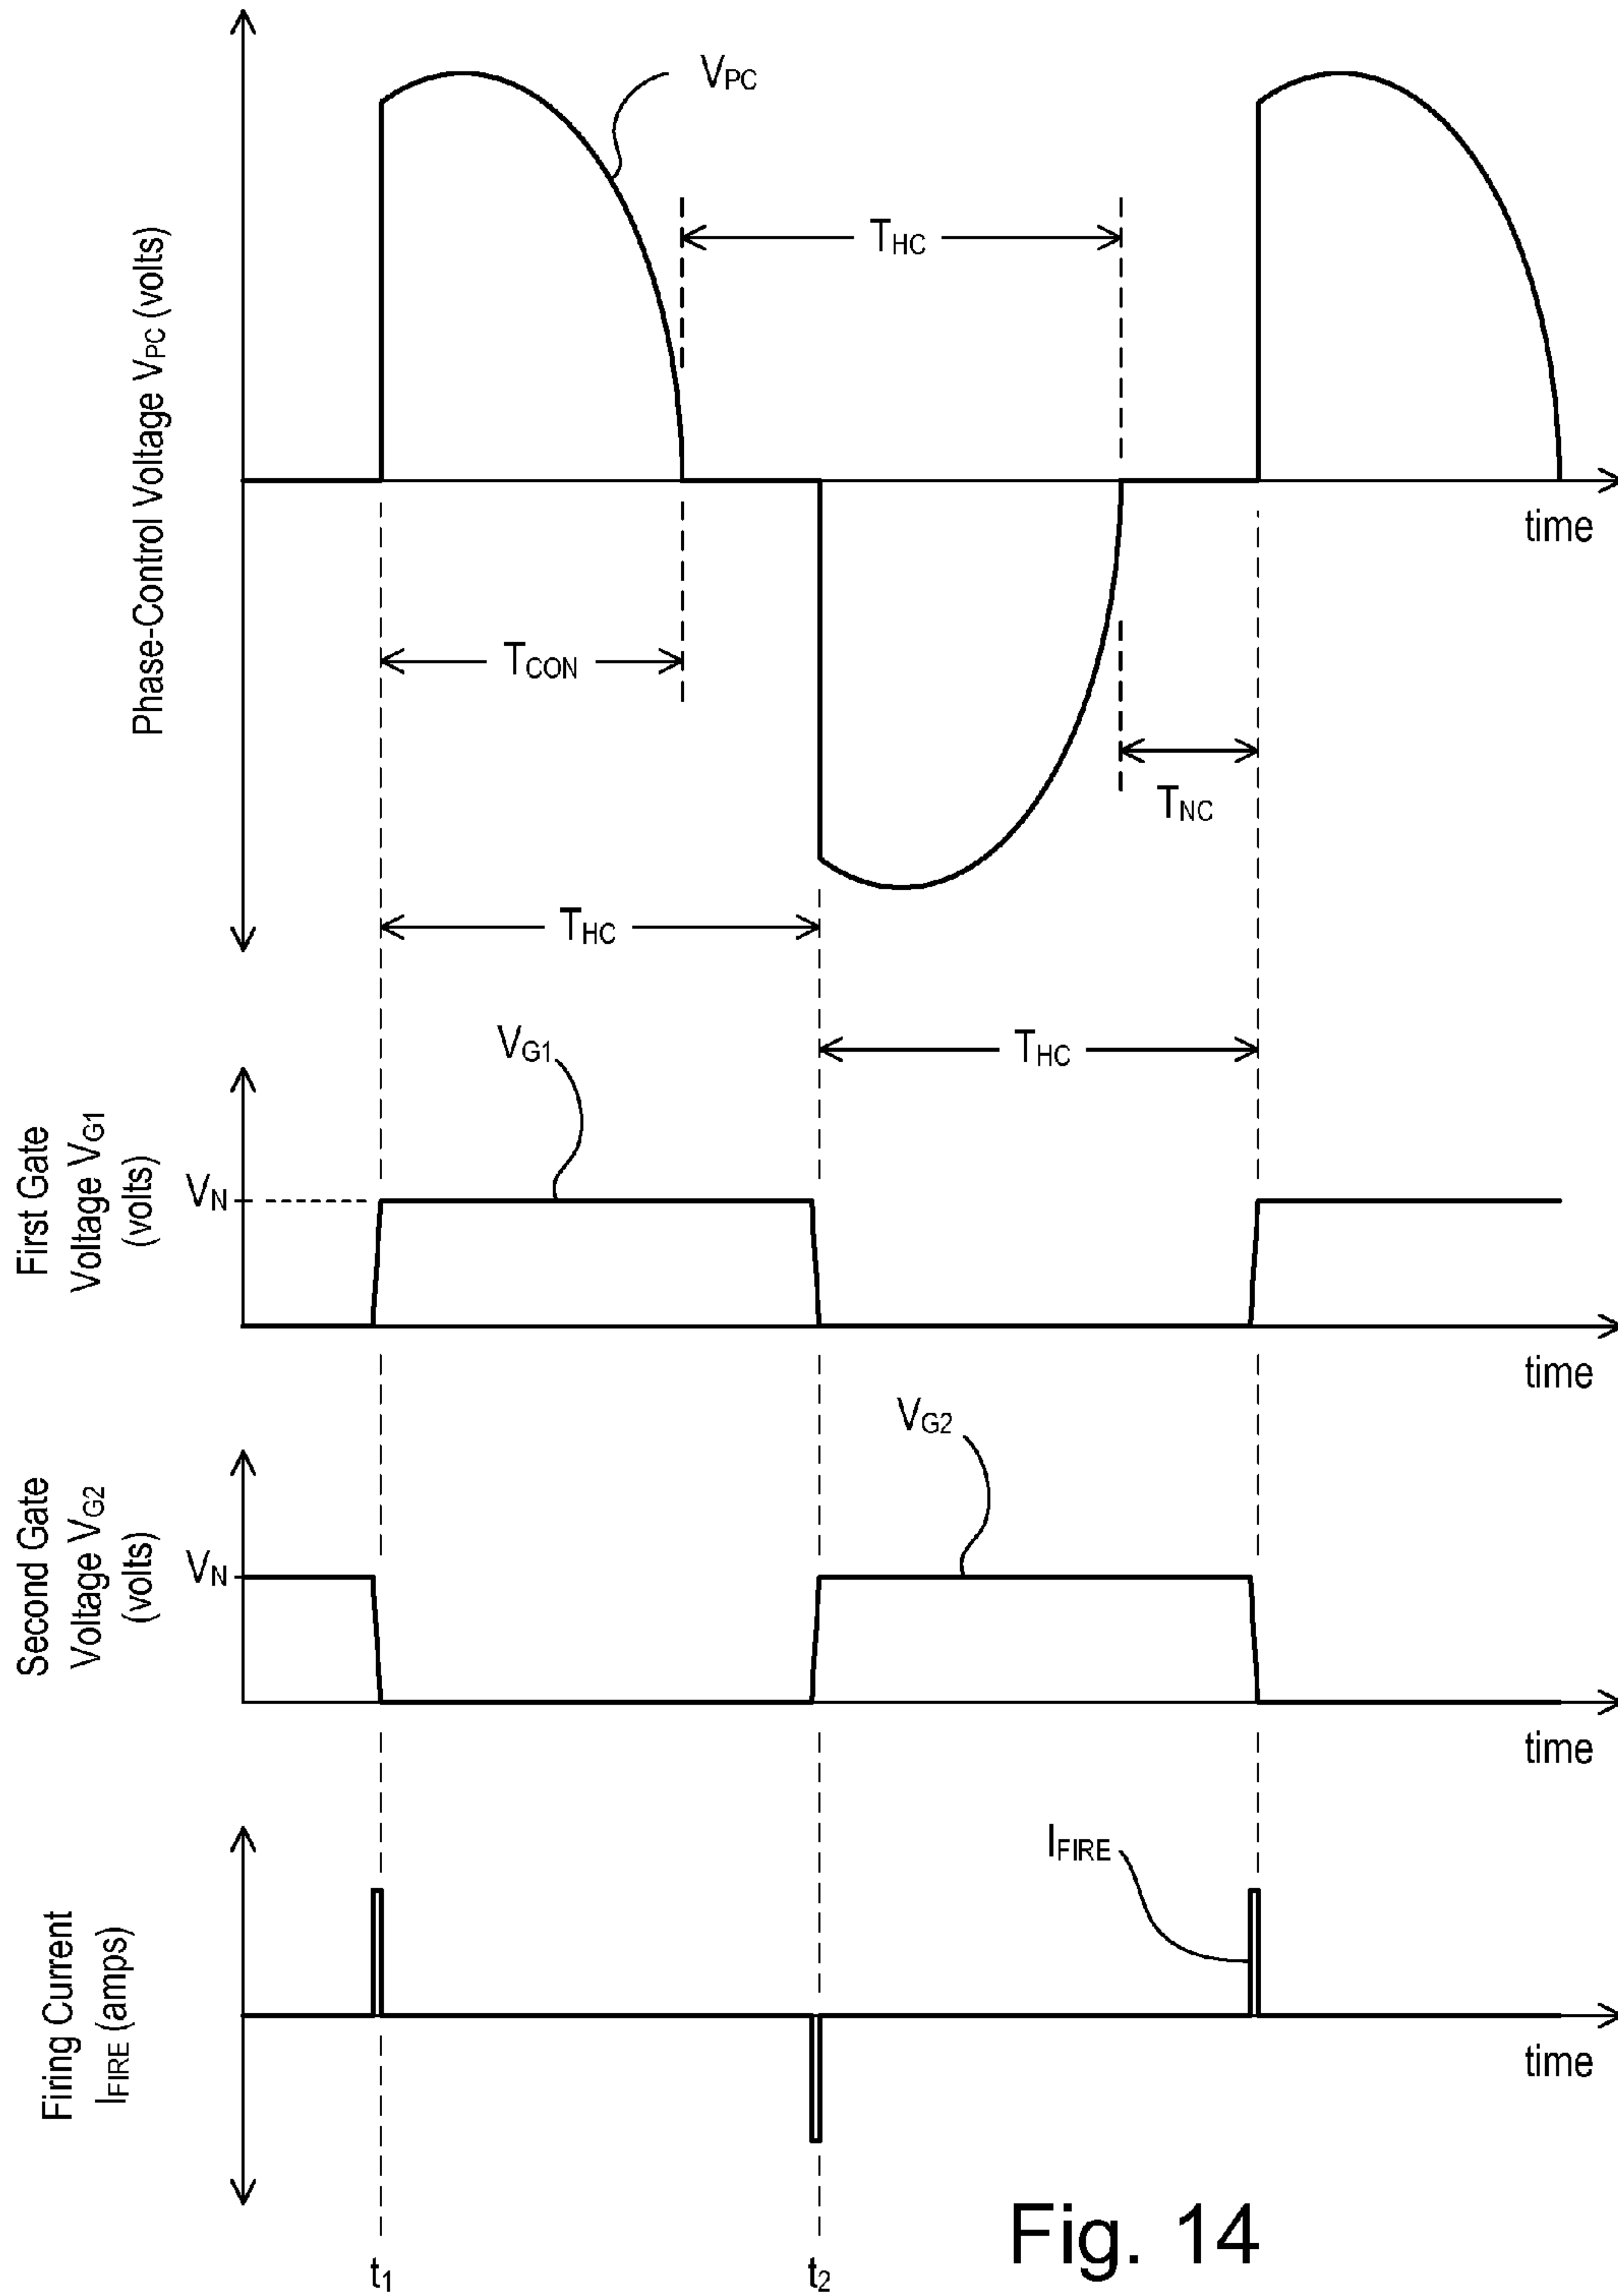 Phase-Control Voltage VPC (volts)
VPC
THC
time
TCON
TNC
THC
THC
First Gate
Voltage VG1
(volts)
VG1
VN
time
Second Gate
Voltage VG2
(volts)
VG2
VN
time
Firing Current
IFIRE (amps)
IFIRE
time
t1
t2
Fig. 14